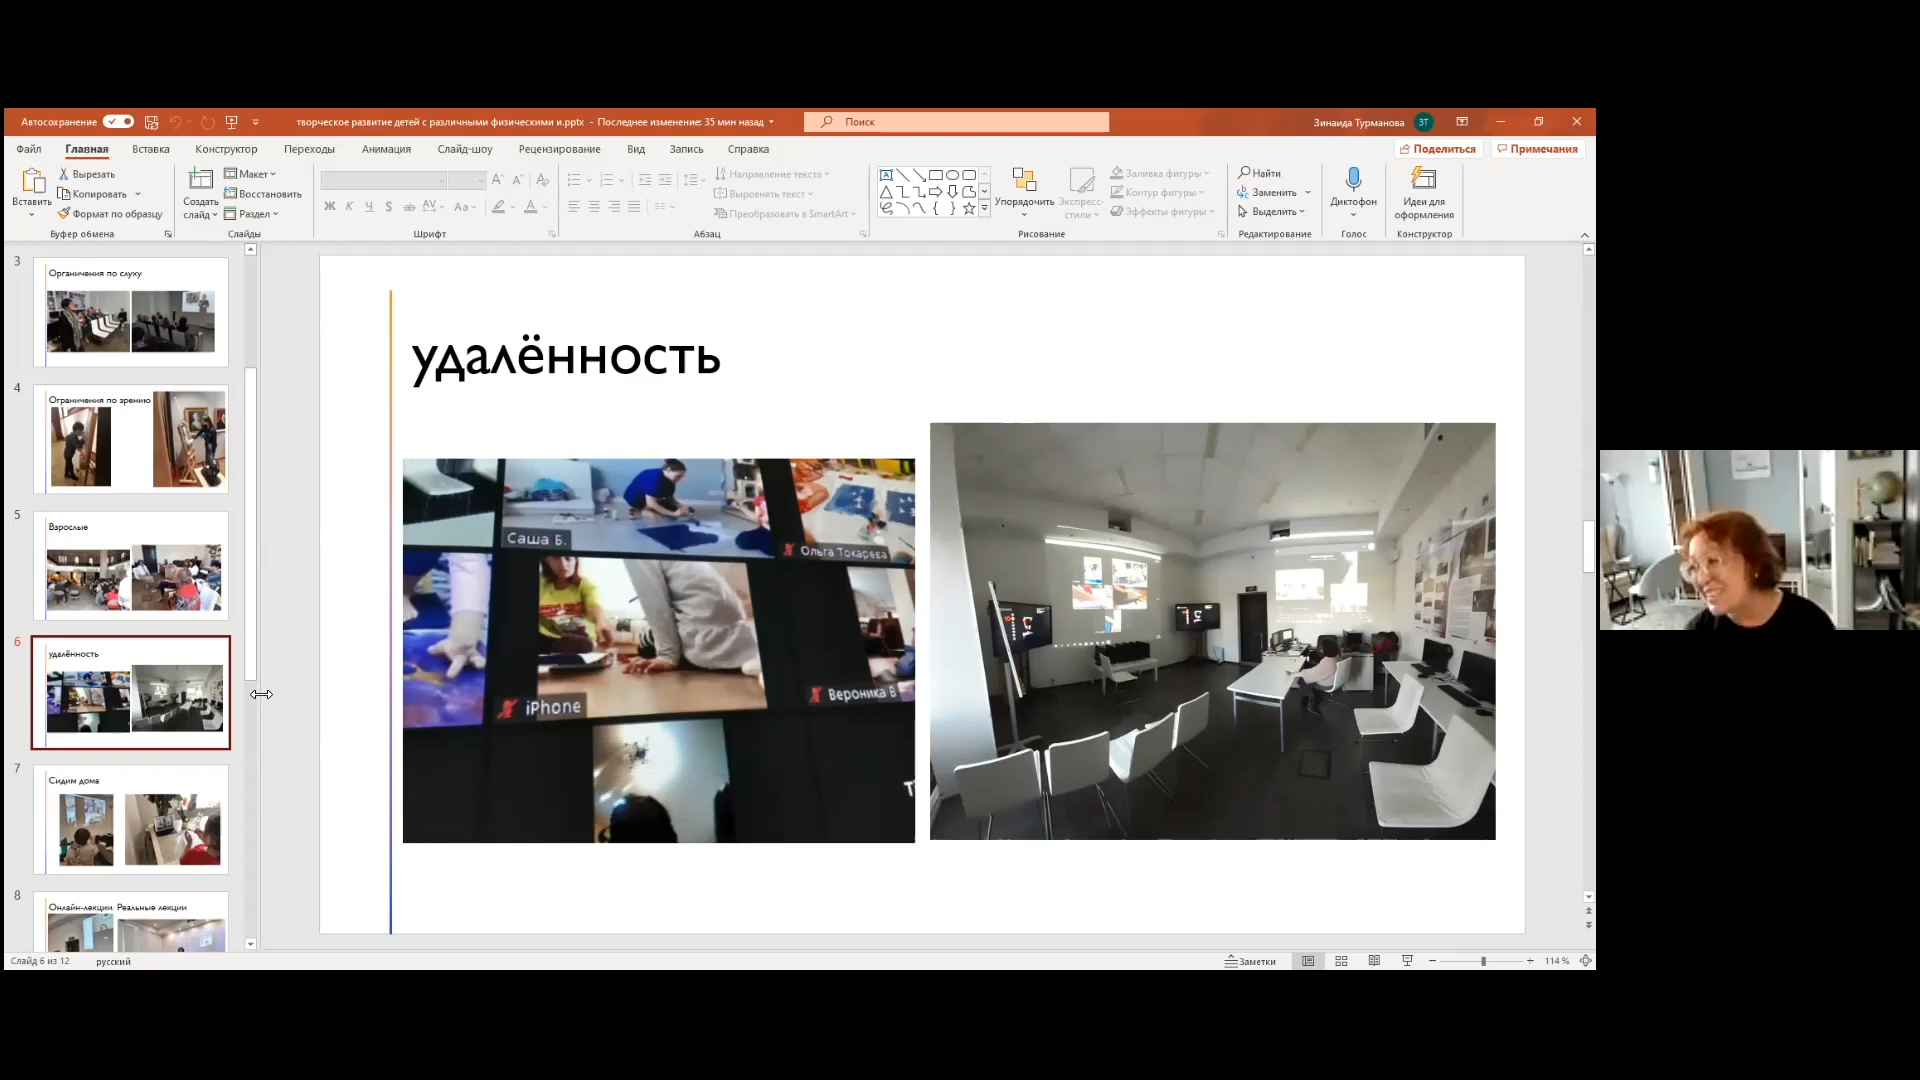 Автосохранение
творческое развитие детей с различными физическими и.pptx - Последнее изменение: 35 мин назад
Поиск
Зинаида Турманова
ЗТ
Файл
Главная
Вставка
Конструктор
Переходы
Анимация
Слайд-шоу
Рецензирование
Вид
Запись
Справка
Поделиться
Примечания
Вставить
Вырезать
Копировать
Формат по образцу
Буфер обмена
Создать слайд
Макет
Восстановить
Раздел
Слайды
Ж К Ч S ab AV Aa A
Шрифт
Направление текста
Выровнять текст
Преобразовать в SmartArt
Абзац
Упорядочить
Экспресс-стили
Заливка фигуры
Контур фигуры
Эффекты фигуры
Рисование
Найти
Заменить
Выделить
Редактирование
Диктофон
Голос
Идеи для оформления
Конструктор
3
Органичения по слуху
4
Ограничения по зрению
5
Взрослые
6
удалённость
7
Сидим дома
8
Онлайн-лекции. Реальные лекции
удалённость
Саша Б.
Ольга Токарева
iPhone
Вероника В
Слайд 6 из 12
русский
Заметки
114 %